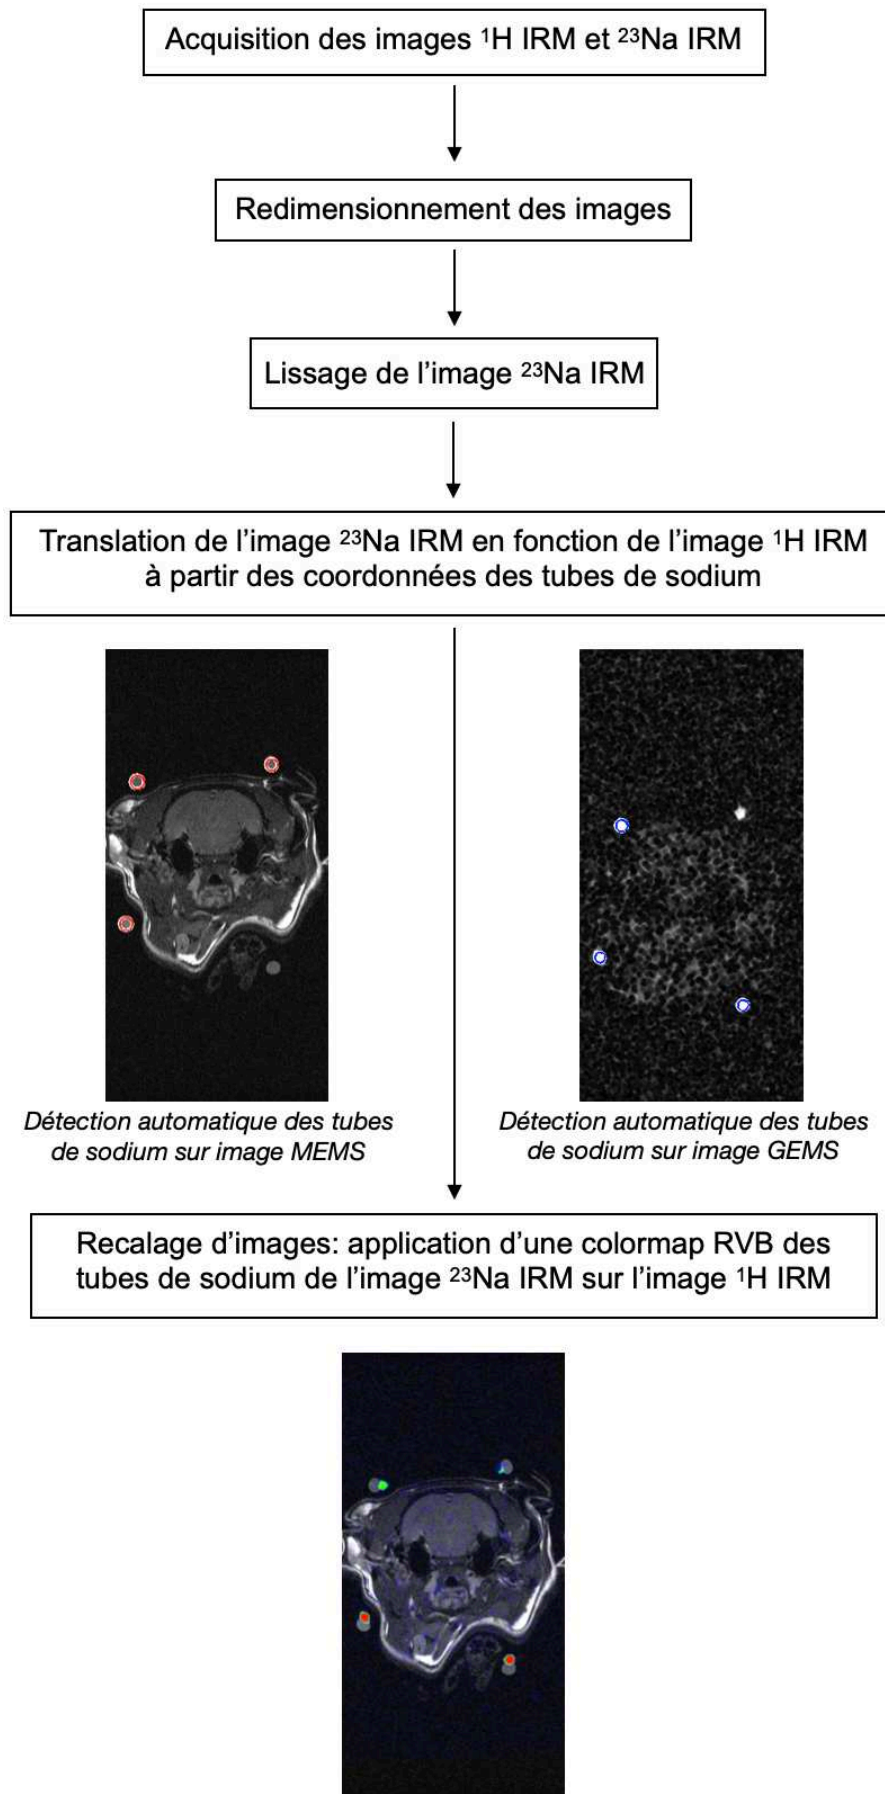 Acquisition des images ¹H IRM et ²³Na IRM
Redimensionnement des images
Lissage de l’image ²³Na IRM
Translation de l’image ²³Na IRM en fonction de l’image ¹H IRM
à partir des coordonnées des tubes de sodium
Détection automatique des tubes
de sodium sur image MEMS
Détection automatique des tubes
de sodium sur image GEMS
Recalage d’images: application d’une colormap RVB des
tubes de sodium de l’image ²³Na IRM sur l’image ¹H IRM